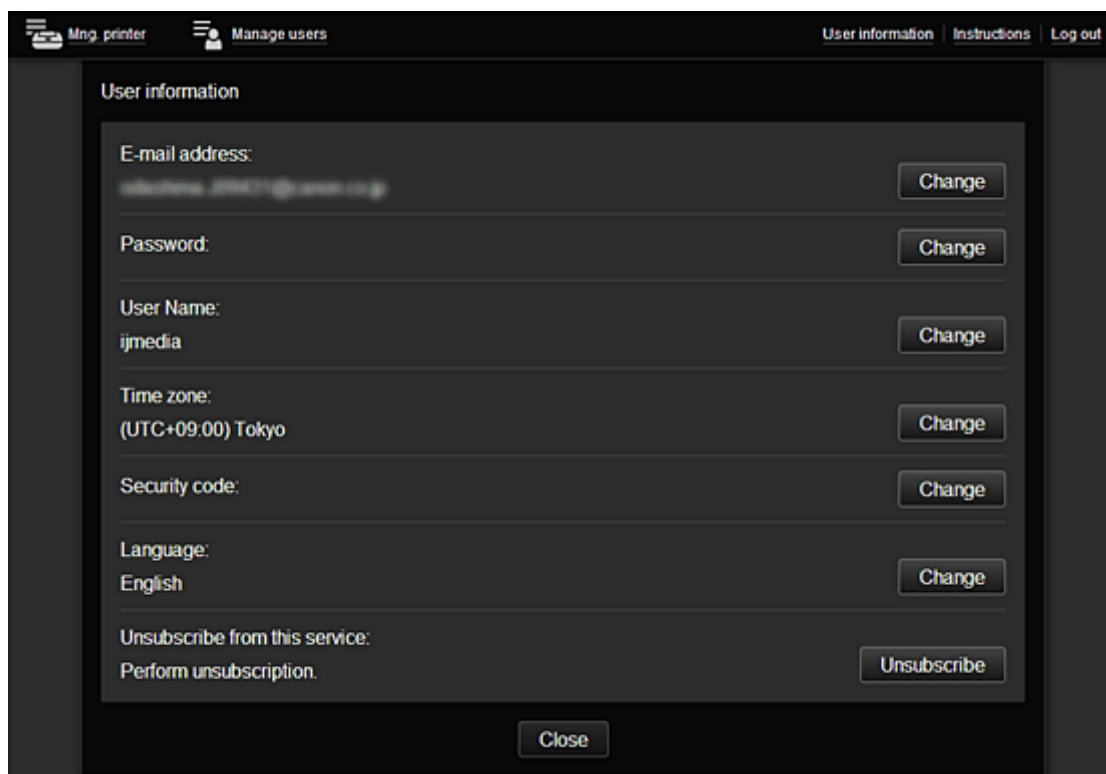 Mng. printer Manage users User information Instructions Log out
User information
E-mail address:
Change
Password:
Change
User Name:
ijmedia
Change
Time zone:
(UTC+09:00) Tokyo
Change
Security code:
Change
Language:
English
Change
Unsubscribe from this service:
Perform unsubscription.
Unsubscribe
Close